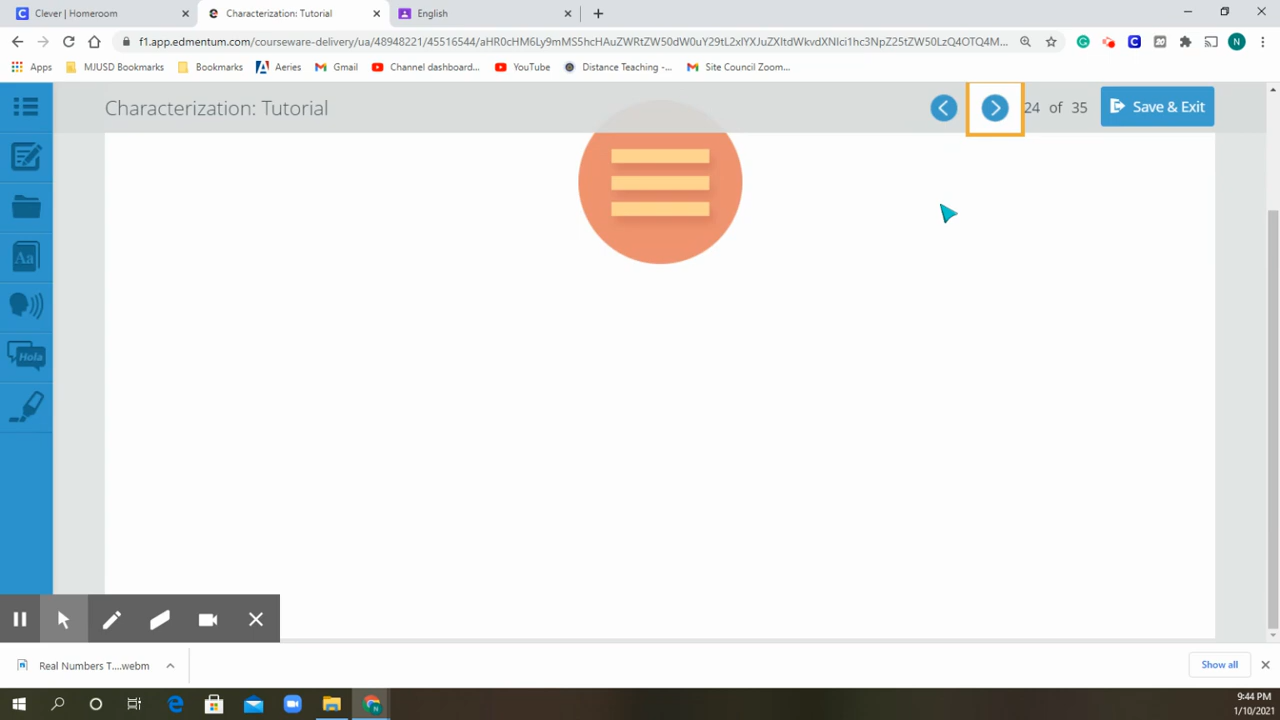 Clever | Homeroom
Characterization: Tutorial
English
f1.app.edmentum.com/courseware-delivery/ua/48948221/45516544/aHR0cHM6Ly9mMS5hcHAuZWRtZW50dW0uY29tL2xlYXJuZXItdWkvdXNlci1hc3NpZ25tZW50LzQ4OTQ4M...
Apps
MJUSD Bookmarks
Bookmarks
Aeries
Gmail
Channel dashboard...
YouTube
Distance Teaching -...
Site Council Zoom...
Characterization: Tutorial
24 of 35
Save & Exit
Aa
Hola
Real Numbers T....webm
Show all
9:44 PM
1/10/2021